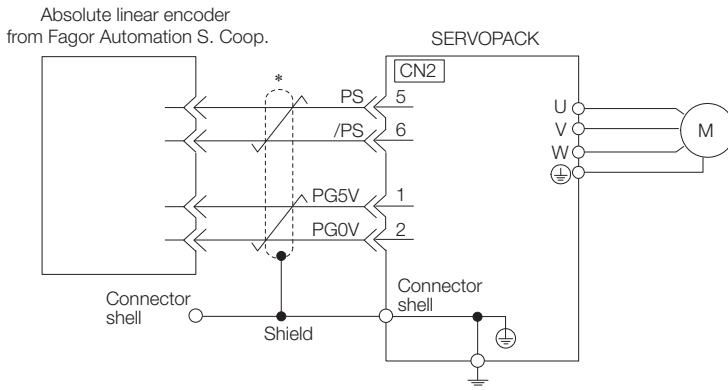 Absolute linear encoder
from Fagor Automation S. Coop.
SERVOPACK
CN2
*
PS 5
/PS 6
PG5V 1
PG0V 2
U
V
W
M
Connector
shell
Shield
Connector
shell